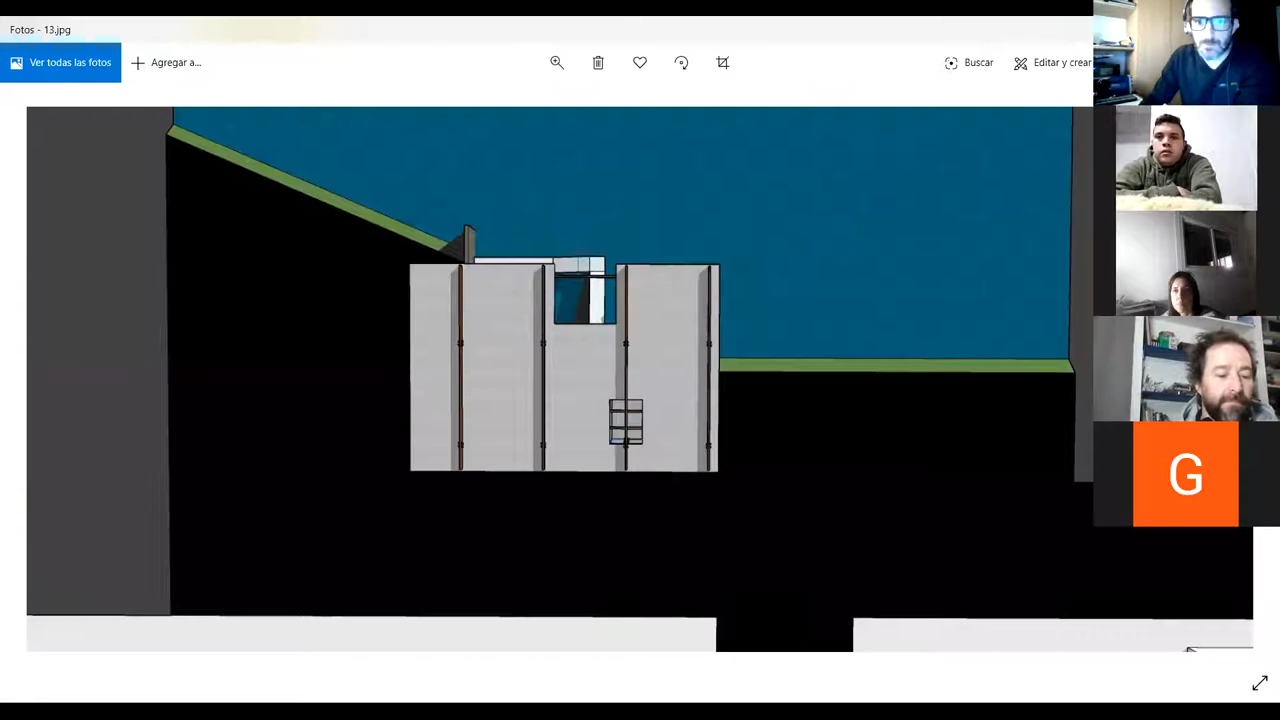 Fotos - 13.jpg
Ver todas las fotos
Agregar a...
Buscar
Editar y crear
G